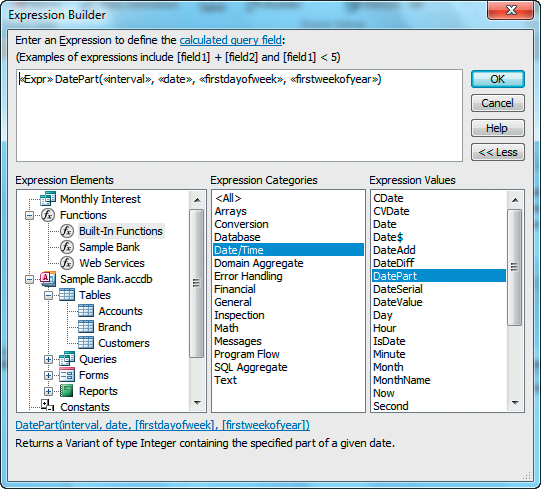 Expression Builder
Enter an Expression to define the calculated query field:
(Examples of expressions include [field1] + [field2] and [field1] < 5)
«Expr» DatePart(«interval», «date», «firstdayofweek», «firstweekofyear»)
OK
Cancel
Help
<< Less
Expression Elements
Monthly Interest
Functions
Built-In Functions
Sample Bank
Web Services
Sample Bank.accdb
Tables
Accounts
Branch
Customers
Queries
Forms
Reports
Constants
Expression Categories
<All>
Arrays
Conversion
Database
Date/Time
Domain Aggregate
Error Handling
Financial
General
Inspection
Math
Messages
Program Flow
SQL Aggregate
Text
Expression Values
CDate
CVDate
Date
Date$
DateAdd
DateDiff
DatePart
DateSerial
DateValue
Day
Hour
IsDate
Minute
Month
MonthName
Now
Second
DatePart(interval, date, [firstdayofweek], [firstweekofyear])
Returns a Variant of type Integer containing the specified part of a given date.